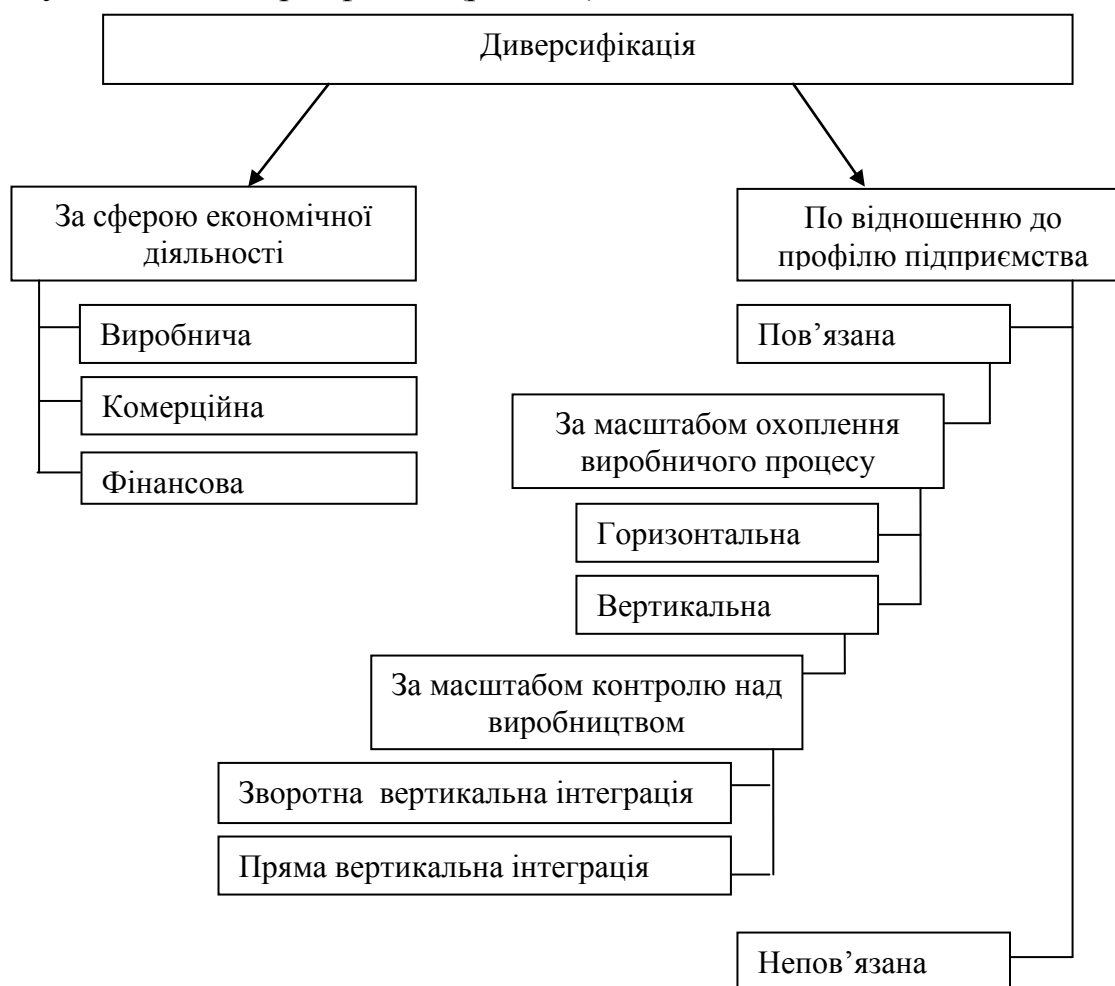 Диверсифікація
За сферою економічної
діяльності
Виробнича
Комерційна
Фінансова
По відношенню до
профілю підприємства
Пов’язана
За масштабом охоплення
виробничого процесу
Горизонтальна
Вертикальна
За масштабом контролю над
виробництвом
Зворотна  вертикальна інтеграція
Пряма вертикальна інтеграція
Непов’язана